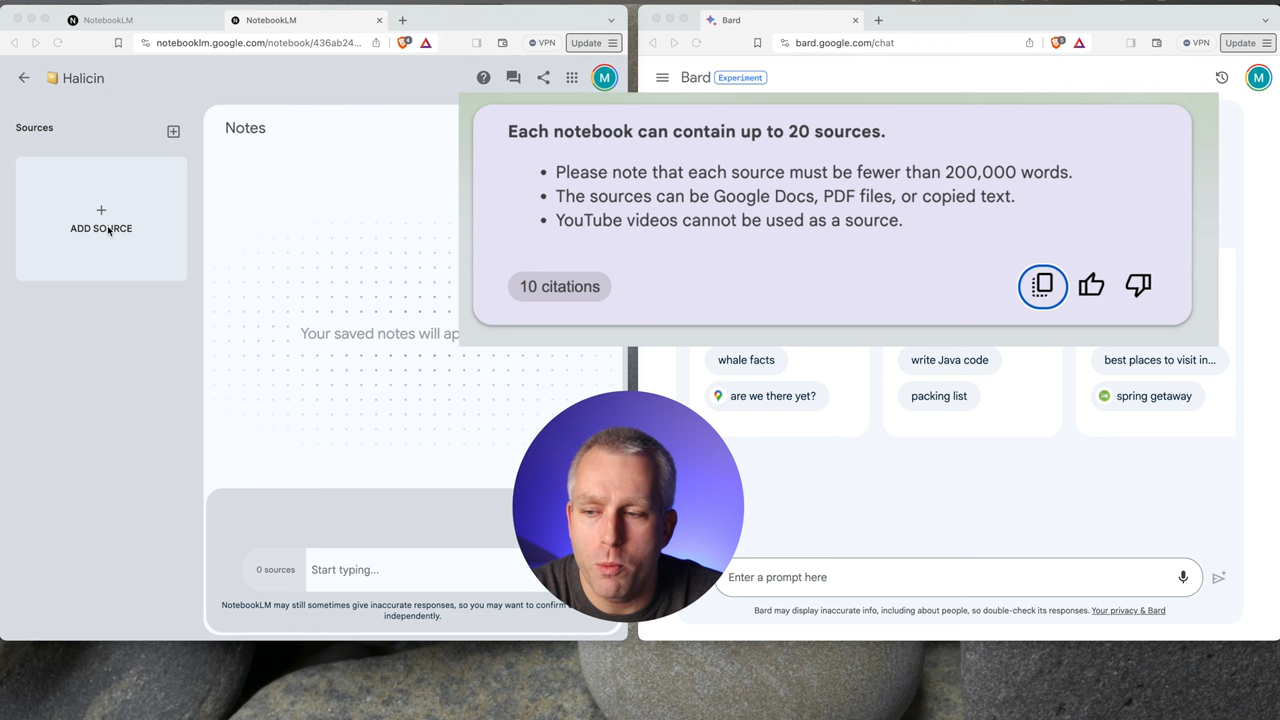 NotebookLM
NotebookLM
notebooklm.google.com/notebook/436ab24...
VPN
Update
Halicin
M
Sources
ADD SOURCE
Notes
Your saved notes will ap
0 sources
Start typing...
NotebookLM may still sometimes give inaccurate responses, so you may want to confirm
independently.
Bard
bard.google.com/chat
VPN
Update
Bard
Experiment
M
Each notebook can contain up to 20 sources.
• Please note that each source must be fewer than 200,000 words.
• The sources can be Google Docs, PDF files, or copied text.
• YouTube videos cannot be used as a source.
10 citations
whale facts
write Java code
best places to visit in...
are we there yet?
packing list
spring getaway
Enter a prompt here
Bard may display inaccurate info, including about people, so double-check its responses. Your privacy & Bard